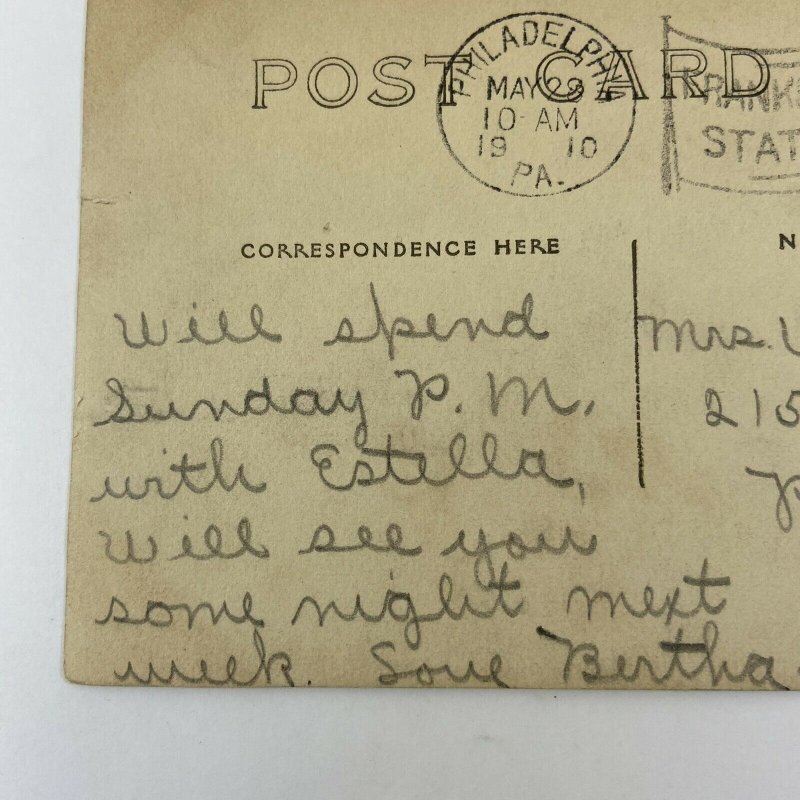 POST CARD
PHILADELPHIA
MAY 28
10 AM
19 10
PA.
STAT
CORRESPONDENCE HERE
N
Will spend
Sunday P. M.
with Estella,
Will see you
some night next
week. Love Bertha.
Mrs.
215